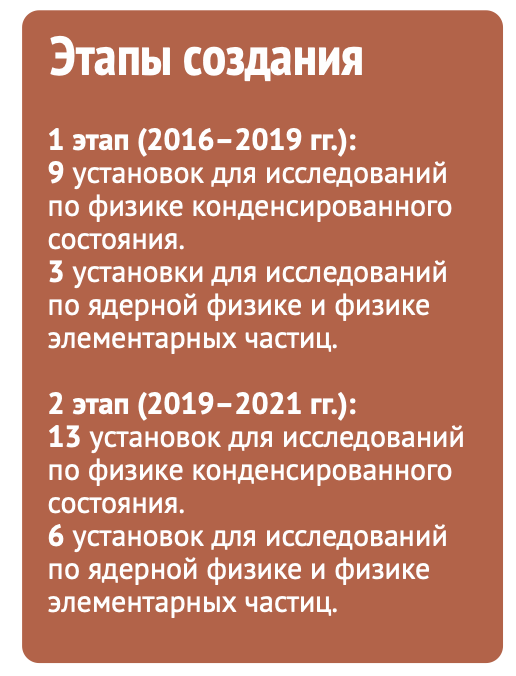 Этапы создания
1 этап (2016–2019 гг.):
9 установок для исследований
по физике конденсированного
состояния.
3 установки для исследований
по ядерной физике и физике
элементарных частиц.
2 этап (2019–2021 гг.):
13 установок для исследований
по физике конденсированного
состояния.
6 установок для исследований
по ядерной физике и физике
элементарных частиц.